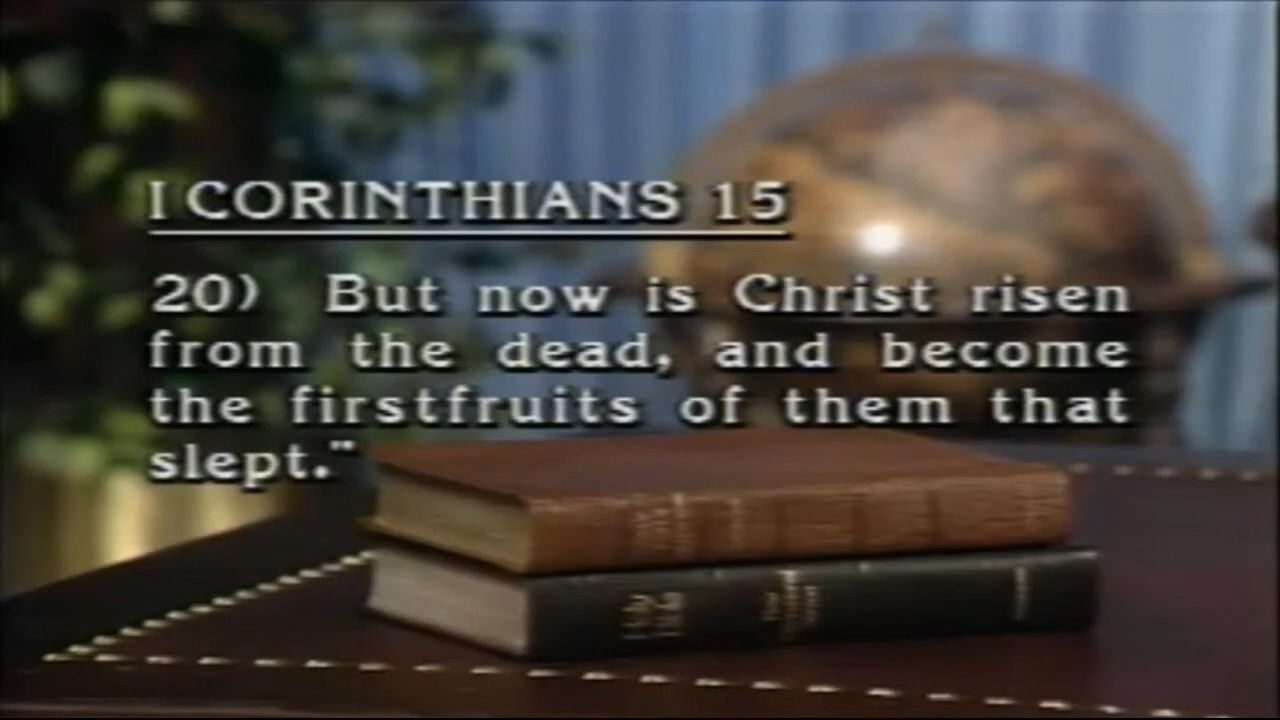 I CORINTHIANS 15
20) But now is Christ risen
from the dead, and become
the firstfruits of them that
slept."